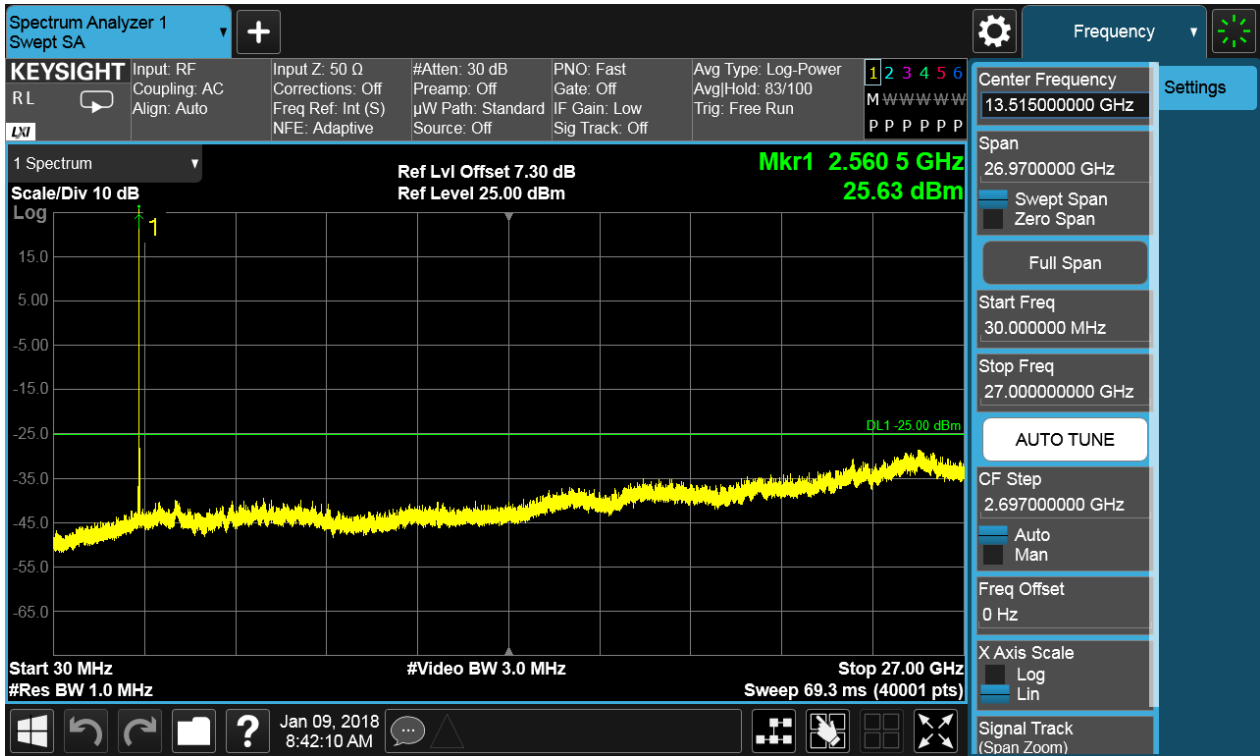 Spectrum Analyzer 1
Swept SA
Frequency
KEYSIGHT
R L
LXI
Input: RF
Coupling: AC
Align: Auto
Input Z: 50 Ω
Corrections: Off
Freq Ref: Int (S)
NFE: Adaptive
#Atten: 30 dB
Preamp: Off
µW Path: Standard
Source: Off
PNO: Fast
Gate: Off
IF Gain: Low
Sig Track: Off
Avg Type: Log-Power
Avg|Hold: 83/100
Trig: Free Run
1 2 3 4 5 6
M W W W W W
P P P P P P
1 Spectrum
Scale/Div 10 dB
Ref Lvl Offset 7.30 dB
Ref Level 25.00 dBm
Mkr1 2.560 5 GHz
25.63 dBm
Log
1
15.0
5.00
-5.00
-15.0
-25.0
-35.0
-45.0
-55.0
-65.0
DL1 -25.00 dBm
Start 30 MHz
#Res BW 1.0 MHz
#Video BW 3.0 MHz
Stop 27.00 GHz
Sweep 69.3 ms (40001 pts)
Center Frequency
13.515000000 GHz
Span
26.9700000 GHz
Swept Span
Zero Span
Full Span
Start Freq
30.000000 MHz
Stop Freq
27.000000000 GHz
AUTO TUNE
CF Step
2.697000000 GHz
Auto
Man
Freq Offset
0 Hz
X Axis Scale
Log
Lin
Signal Track
(Span Zoom)
Settings
?
Jan 09, 2018
8:42:10 AM